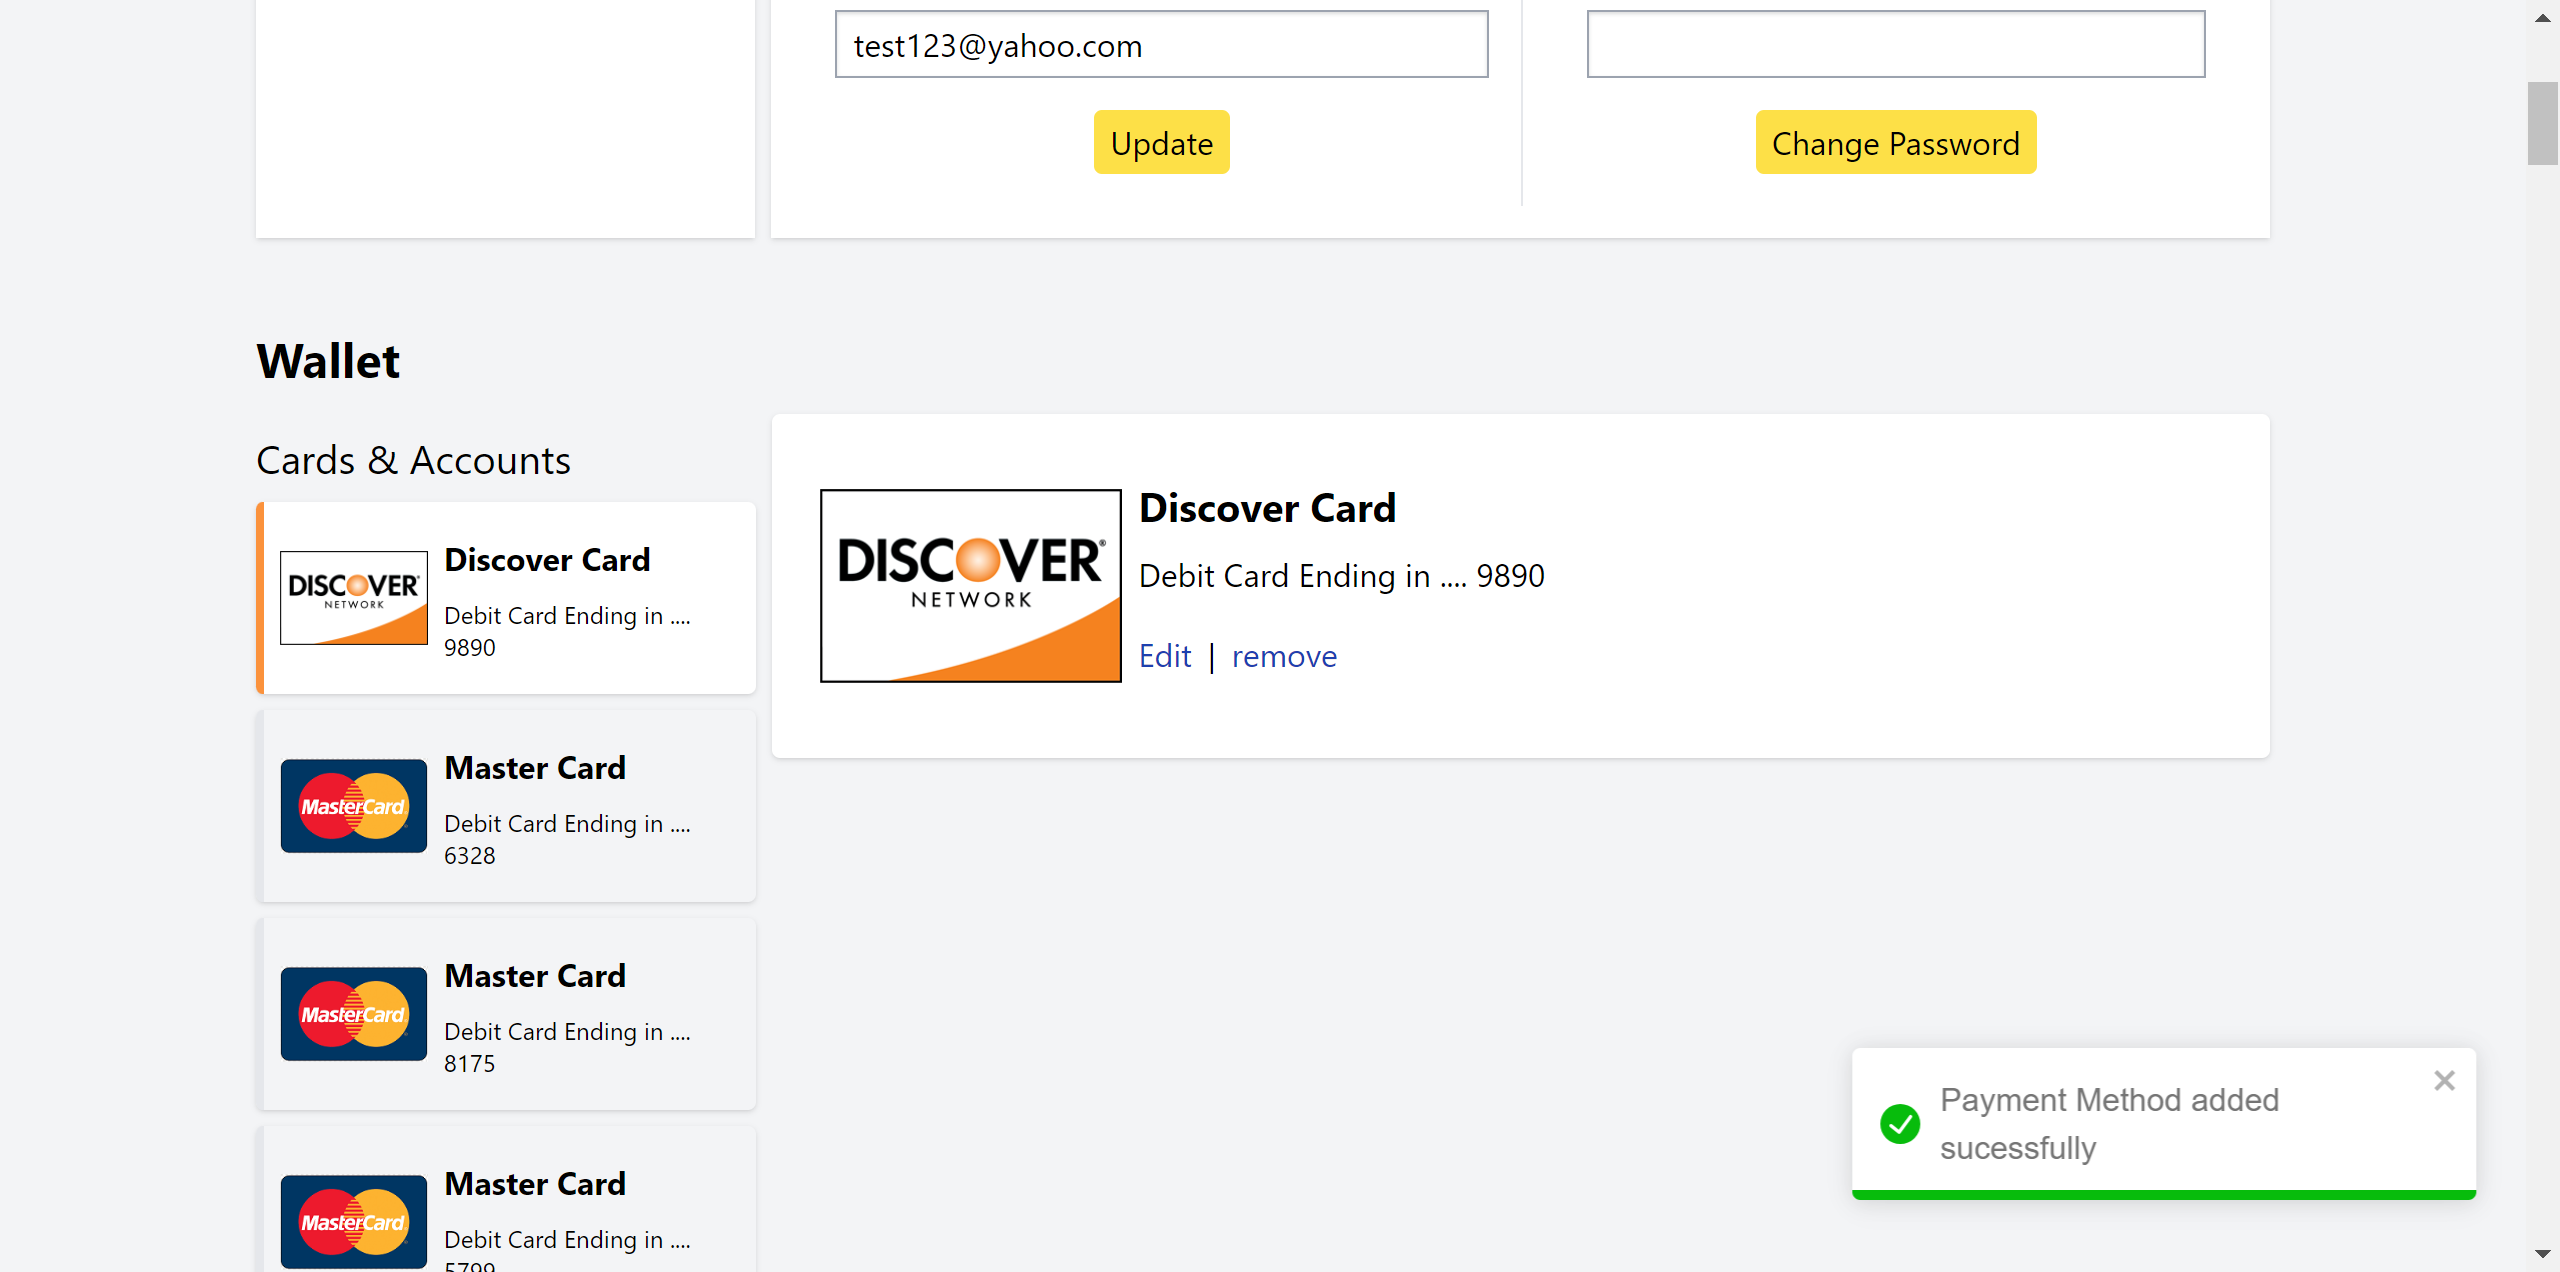 test123@yahoo.com
Update
Change Password
Wallet
Cards & Accounts
DISCOVER®
NETWORK
Discover Card
Debit Card Ending in ....
9890
DISCOVER®
NETWORK
Discover Card
Debit Card Ending in .... 9890
Edit | remove
MasterCard
Master Card
Debit Card Ending in ....
6328
MasterCard
Master Card
Debit Card Ending in ....
8175
MasterCard
Master Card
Debit Card Ending in ....
5799
Payment Method added
sucessfully